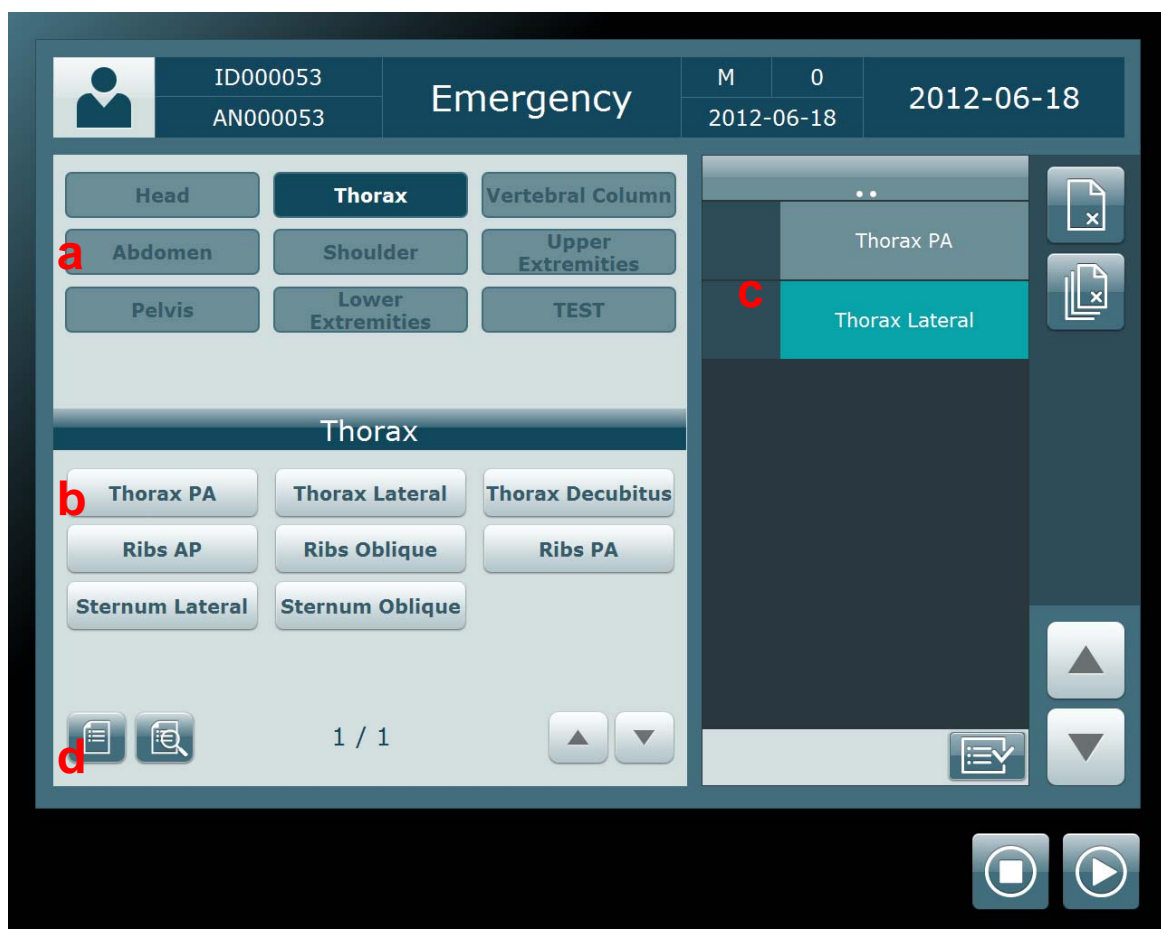 ID000053
AN000053
Emergency
M
0
2012-06-18
2012-06-18
Head
Thorax
Vertebral Column
a
Abdomen
Shoulder
Upper
Extremities
Pelvis
Lower
Extremities
TEST
Thorax
b
Thorax PA
Thorax Lateral
Thorax Decubitus
Ribs AP
Ribs Oblique
Ribs PA
Sternum Lateral
Sternum Oblique
d
1 / 1
..
Thorax PA
c
Thorax Lateral